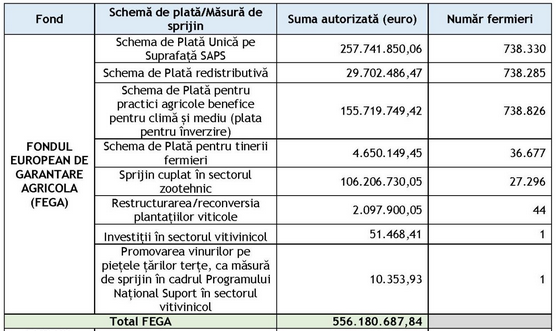 Fond
Schemă de plată/Măsură de
sprijin
Suma autorizată (euro)
Număr fermieri
FONDUL
EUROPEAN DE
GARANTARE
AGRICOLA
(FEGA)
Schema de Plată Unică pe
Suprafață SAPS
257.741.850,06
738.330
Schema de Plată redistributivă
29.702.486,47
738.285
Schema de Plată pentru
practici agricole benefice
pentru climă și mediu (plata
pentru înverzire)
155.719.749,42
738.826
Schema de Plată pentru tinerii
fermieri
4.650.149,45
36.677
Sprijin cuplat în sectorul
zootehnic
106.206.730,05
27.296
Restructurarea/reconversia
plantațiilor viticole
2.097.900,05
44
Investiții în sectorul vitivinicol
51.468,41
1
Promovarea vinurilor pe
piețele țărilor terțe, ca măsură
de sprijin în cadrul Programului
Național Suport în sectorul
vitivinicol
10.353,93
1
Total FEGA
556.180.687,84